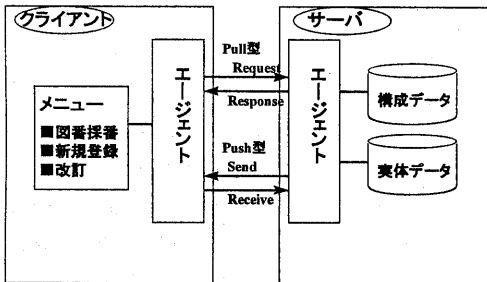 クライアント
サーバ
メニュー
■図番採番
■新規登録
■改訂
エージェント
Pull型
Request
Response
Push型
Send
Receive
エージェント
構成データ
実体データ